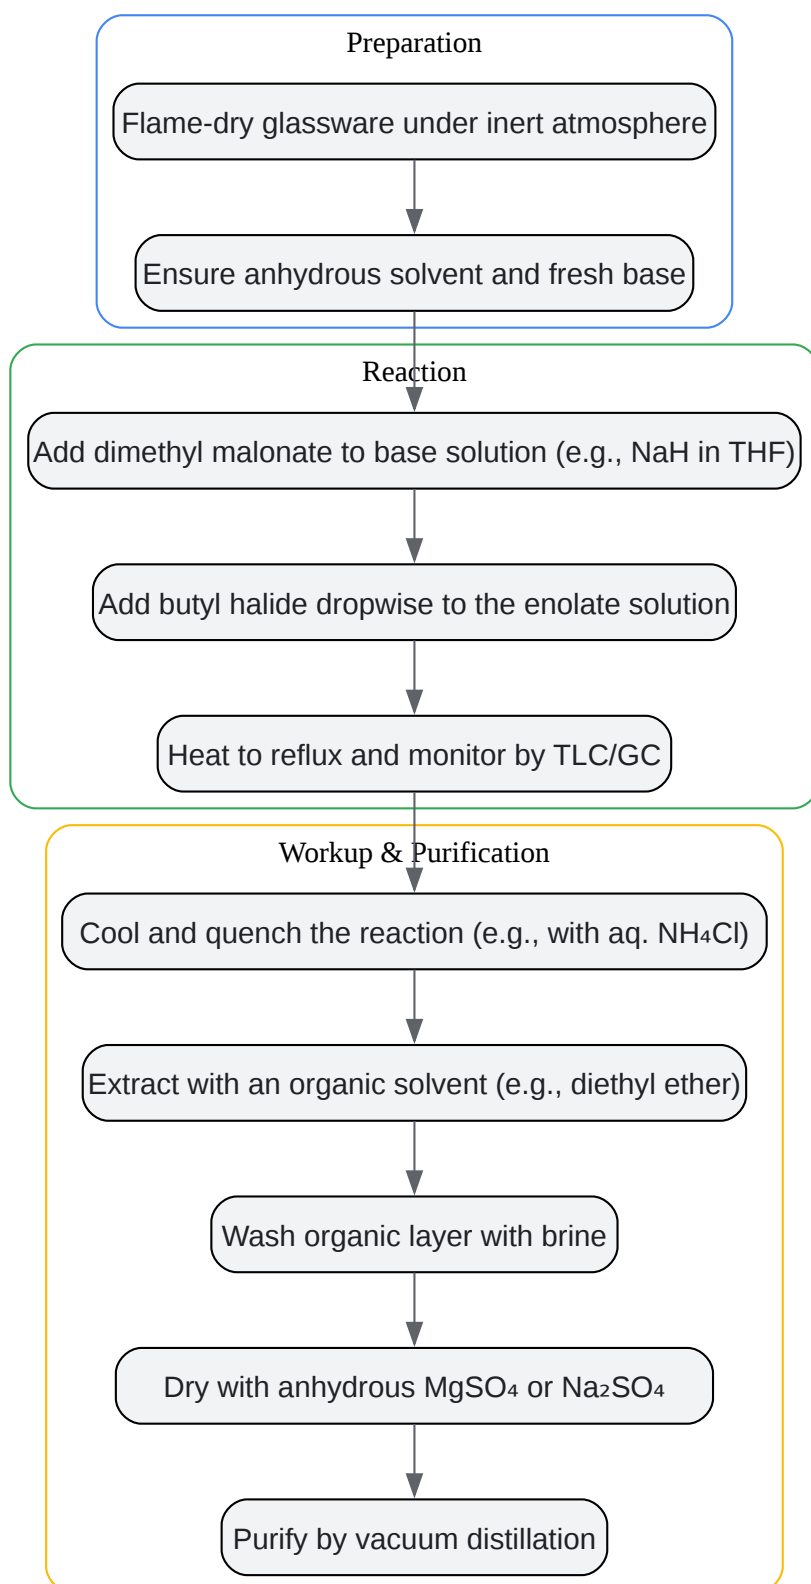 Preparation
Flame-dry glassware under inert atmosphere
Ensure anhydrous solvent and fresh base
Reaction
Add dimethyl malonate to base solution (e.g., NaH in THF)
Add butyl halide dropwise to the enolate solution
Heat to reflux and monitor by TLC/GC
Workup & Purification
Cool and quench the reaction (e.g., with aq. NH₄Cl)
Extract with an organic solvent (e.g., diethyl ether)
Wash organic layer with brine
Dry with anhydrous MgSO₄ or Na₂SO₄
Purify by vacuum distillation